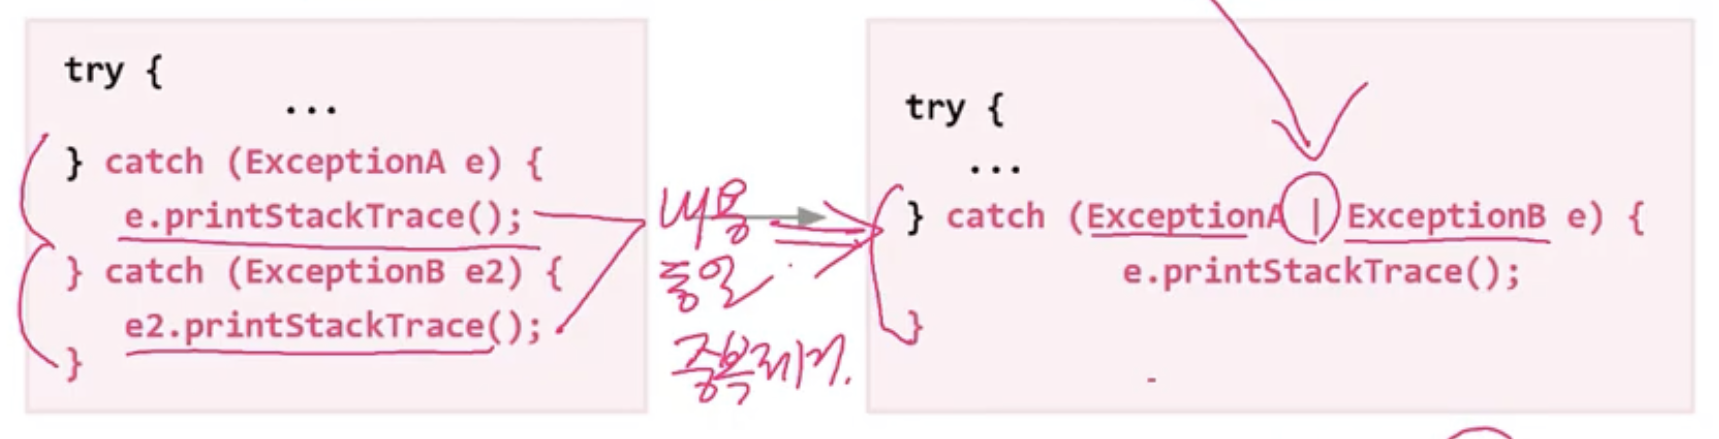 try {
...
} catch (ExceptionA e) {
e.printStackTrace();
} catch (ExceptionB e2) {
e2.printStackTrace();
}
내용
동일
중복제거.
try {
...
} catch (ExceptionA | ExceptionB e) {
e.printStackTrace();
}